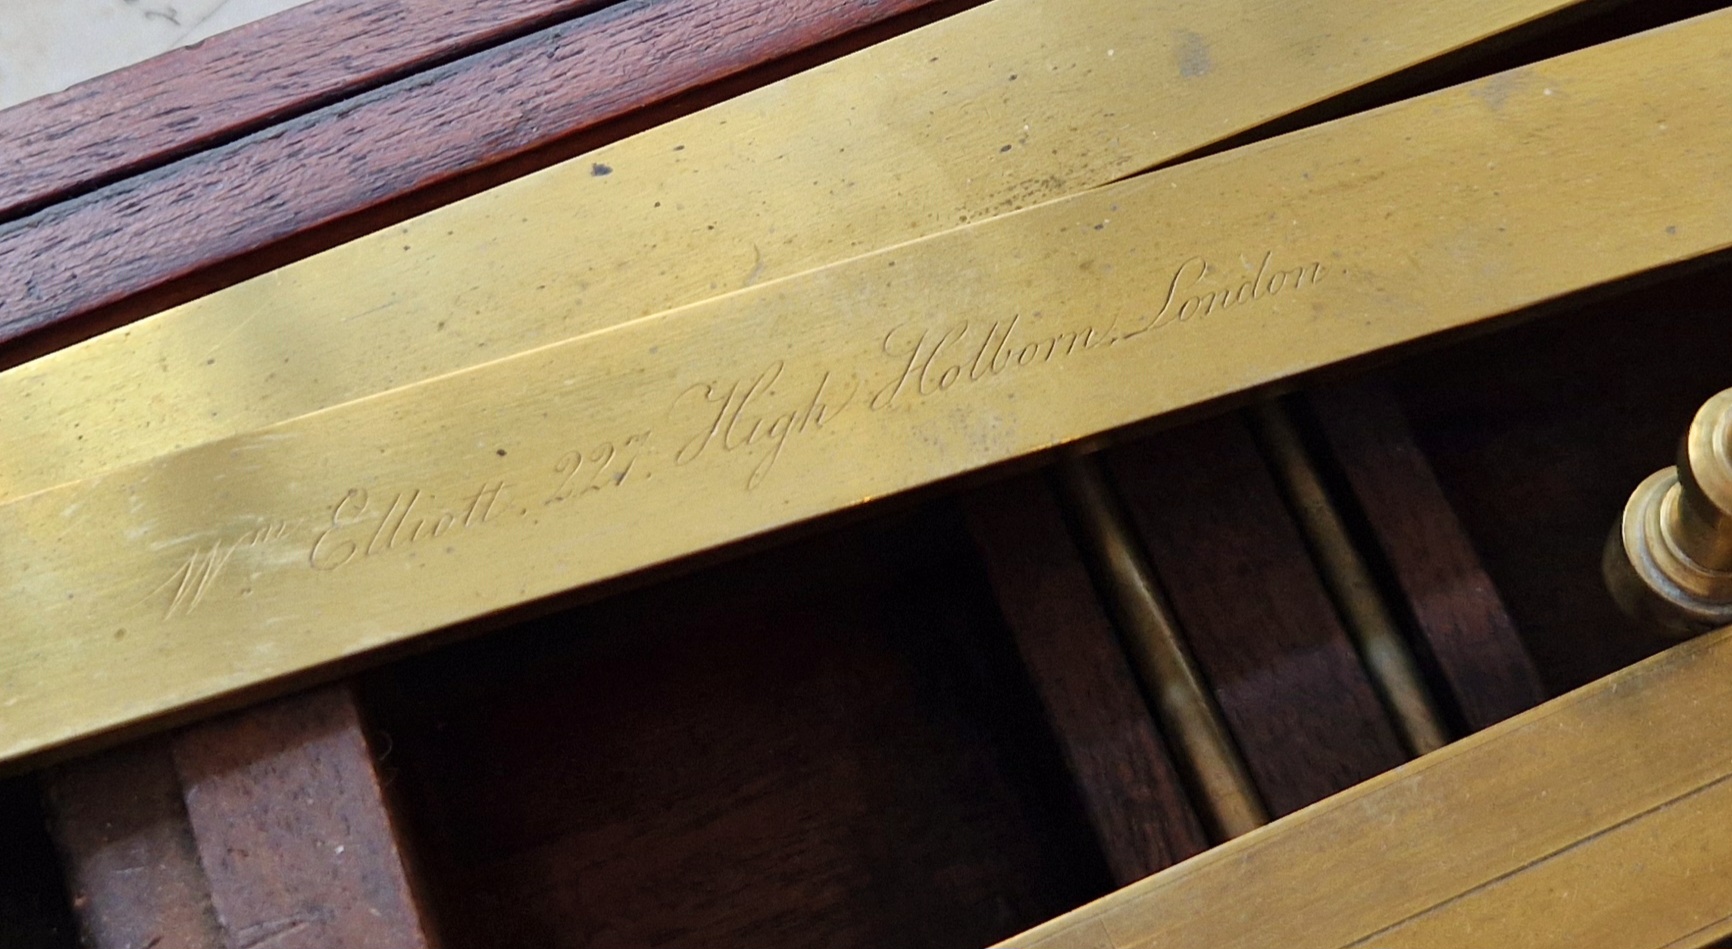 Wm. Elliott, 227. High Holborn, London.